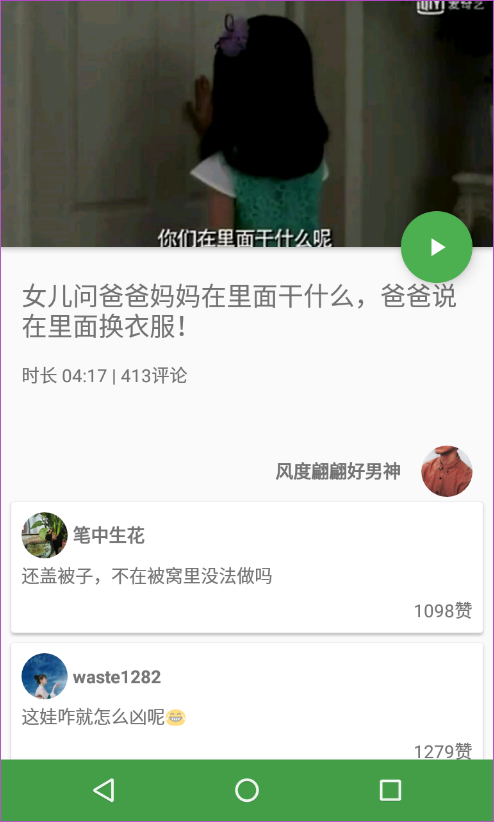 iQIYI 爱奇艺
你们在里面干什么呢
女儿问爸爸妈妈在里面干什么，爸爸说
在里面换衣服！
时长 04:17 | 413评论
风度翩翩好男神
笔中生花
还盖被子，不在被窝里没法做吗
1098赞
waste1282
这娃咋就怎么凶呢😂
1279赞